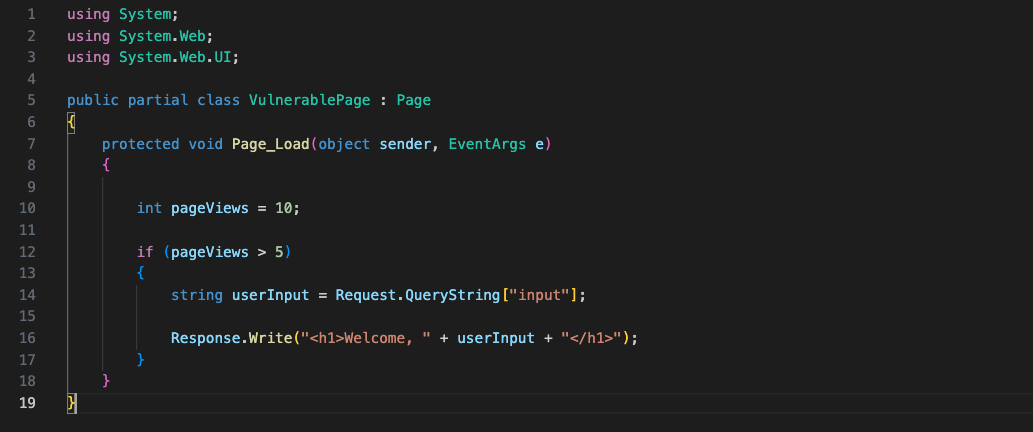 1 using System;
2 using System.Web;
3 using System.Web.UI;
4
5 public partial class VulnerablePage : Page
6 {
7     protected void Page_Load(object sender, EventArgs e)
8     {
9
10         int pageViews = 10;
11
12         if (pageViews > 5)
13         {
14             string userInput = Request.QueryString["input"];
15
16             Response.Write("<h1>Welcome, " + userInput + "</h1>");
17         }
18     }
19 }